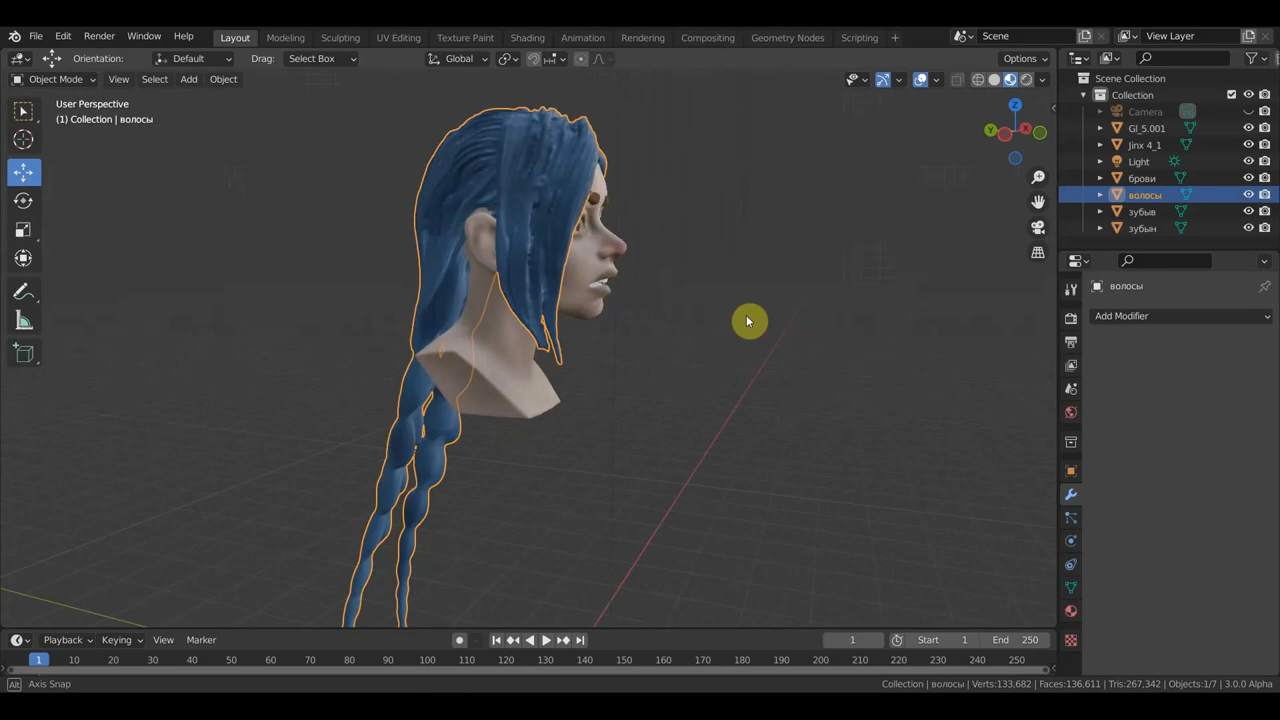 File Edit Render Window Help Layout Modeling Sculpting UV Editing Texture Paint Shading Animation Rendering Compositing Geometry Nodes Scripting + Scene View Layer
Orientation: Default Drag: Select Box Global Options
Object Mode View Select Add Object
User Perspective
(1) Collection | волосы
Z
Y
X
Scene Collection
Collection
Camera
Gl_5.001
Jinx 4_1
Light
брови
волосы
зубыв
зубын
волосы
Add Modifier
Playback Keying View Marker 1 Start 1 End 250
1 10 20 30 40 50 60 70 80 90 100 110 120 130 140 150 160 170 180 190 200 210 220 230 240 250
Alt Axis Snap Collection | волосы Verts:133,682 Faces:136,611 Tris:267,342 Objects:1/7 3.0.0 Alpha